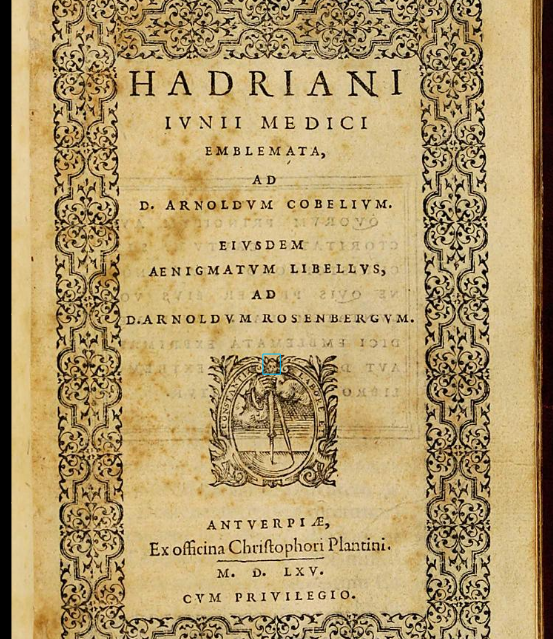 HADRIANI
IVNII MEDICI
EMBLEMATA,
AD
D. ARNOLDVM COBELIVM.
EIVSDEM
AENIGMATVM LIBELLVS,
AD
D. ARNOLDVM ROSENBERGVM.
ANTVERPIÆ,
Ex officina Chriſtophori Plantini.
M. D. LXV.
CVM PRIVILEGIO.